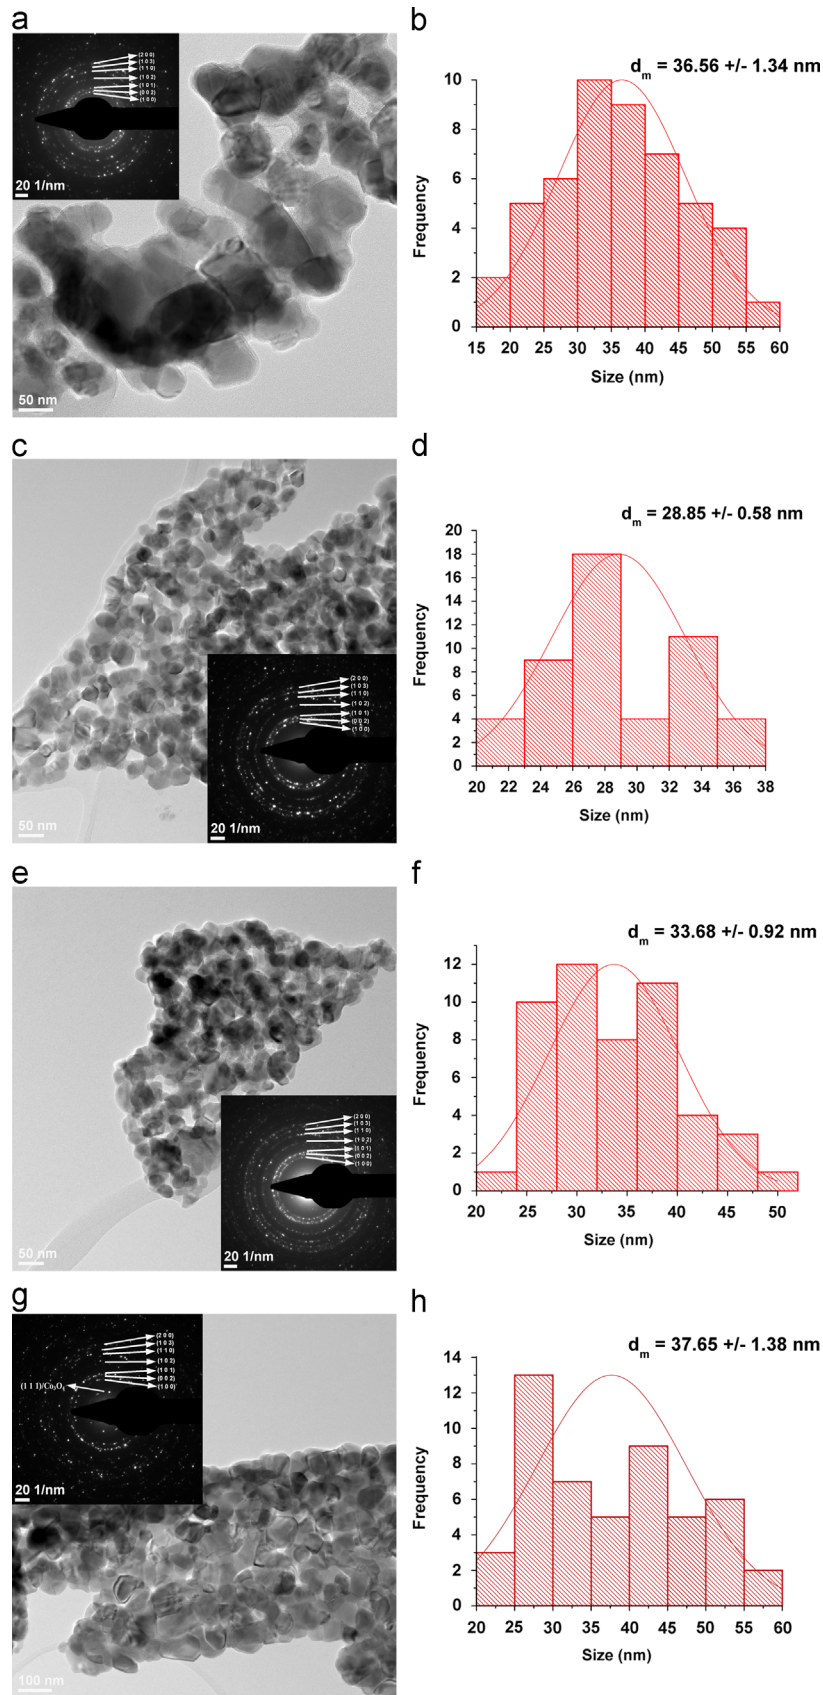 a
(2 0 0)
(1 0 3)
(1 1 0)
(1 0 2)
(1 0 1)
(0 0 2)
(1 0 0)
20 1/nm
50 nm
b
dm = 36.56 +/- 1.34 nm
Frequency
10
8
6
4
2
0
15 20 25 30 35 40 45 50 55 60
Size (nm)
c
(2 0 0)
(1 0 3)
(1 1 0)
(1 0 2)
(1 0 1)
(0 0 2)
(1 0 0)
50 nm
20 1/nm
d
dm = 28.85 +/- 0.58 nm
Frequency
20
18
16
14
12
10
8
6
4
2
0
20 22 24 26 28 30 32 34 36 38
Size (nm)
e
(2 0 0)
(1 0 3)
(1 1 0)
(1 0 2)
(1 0 1)
(0 0 2)
(1 0 0)
50 nm
20 1/nm
f
dm = 33.68 +/- 0.92 nm
Frequency
12
10
8
6
4
2
0
20 25 30 35 40 45 50
Size (nm)
g
(2 0 0)
(1 0 3)
(1 1 0)
(1 0 2)
(1 0 1)
(0 0 2)
(1 0 0)
(1 1 1)/Co3O4
20 1/nm
100 nm
h
dm = 37.65 +/- 1.38 nm
Frequency
14
12
10
8
6
4
2
0
20 25 30 35 40 45 50 55 60
Size (nm)